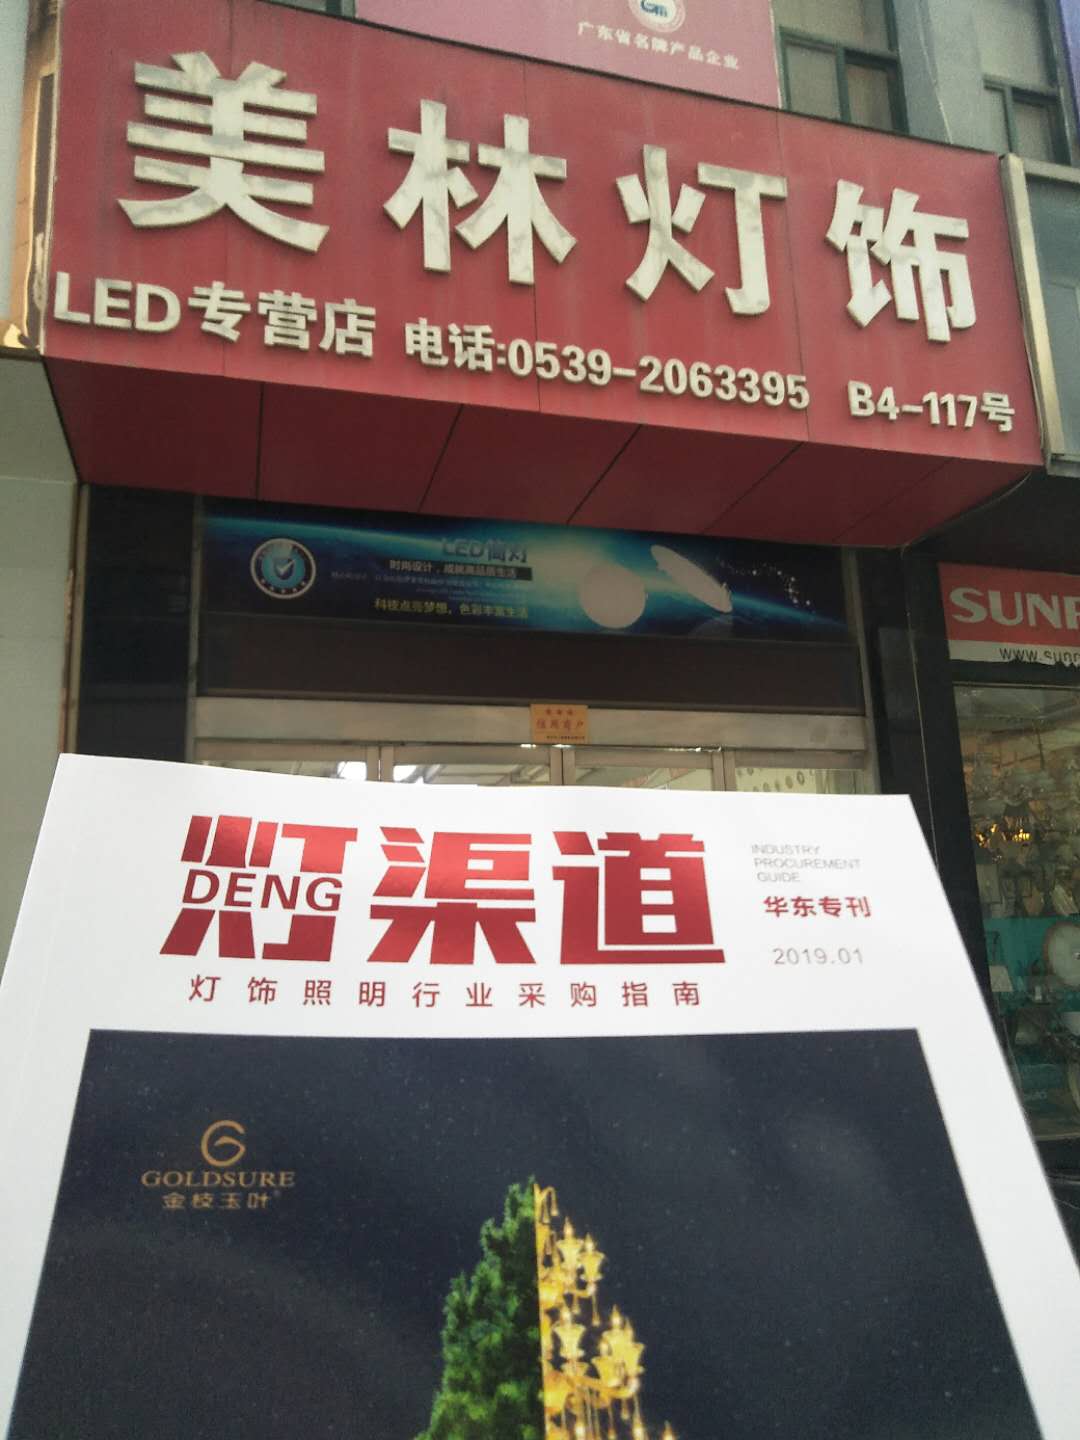 广东省名牌产品企业
美林灯饰
LED专营店 电话:0539-2063395 B4-117号
LED筒灯
时尚设计，成就高品质生活
科技点亮梦想，色彩丰富生活
SUNF
www.sun
信用商户
灯渠道
DENG
INDUSTRY
PROCUREMENT
GUIDE
华东专刊
2019.01
灯饰照明行业采购指南
GOLDSURE
金枝玉叶